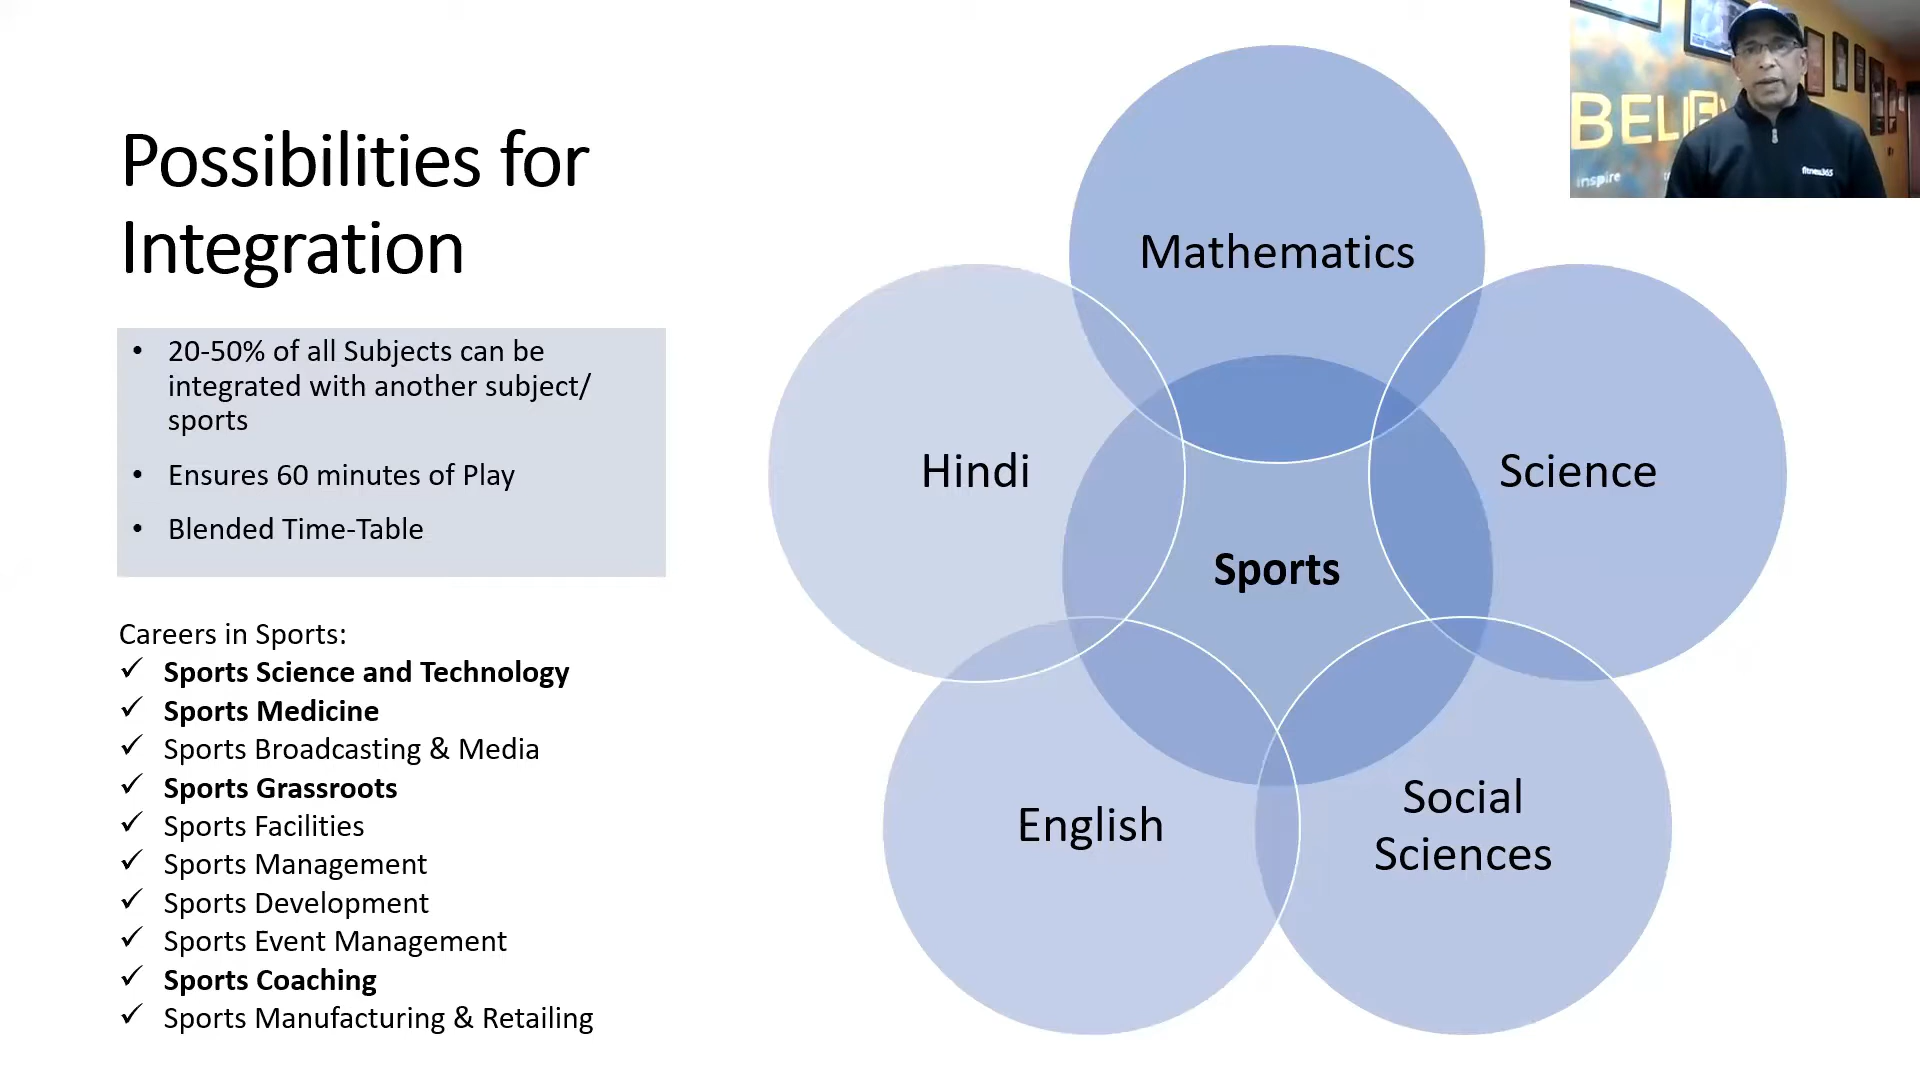 Possibilities for
Integration
• 20-50% of all Subjects can be
integrated with another subject/
sports
• Ensures 60 minutes of Play
• Blended Time-Table
Careers in Sports:
✓ Sports Science and Technology
✓ Sports Medicine
✓ Sports Broadcasting & Media
✓ Sports Grassroots
✓ Sports Facilities
✓ Sports Management
✓ Sports Development
✓ Sports Event Management
✓ Sports Coaching
✓ Sports Manufacturing & Retailing
Mathematics
Hindi
Science
Sports
English
Social
Sciences
BELIEV
inspire
fitness365